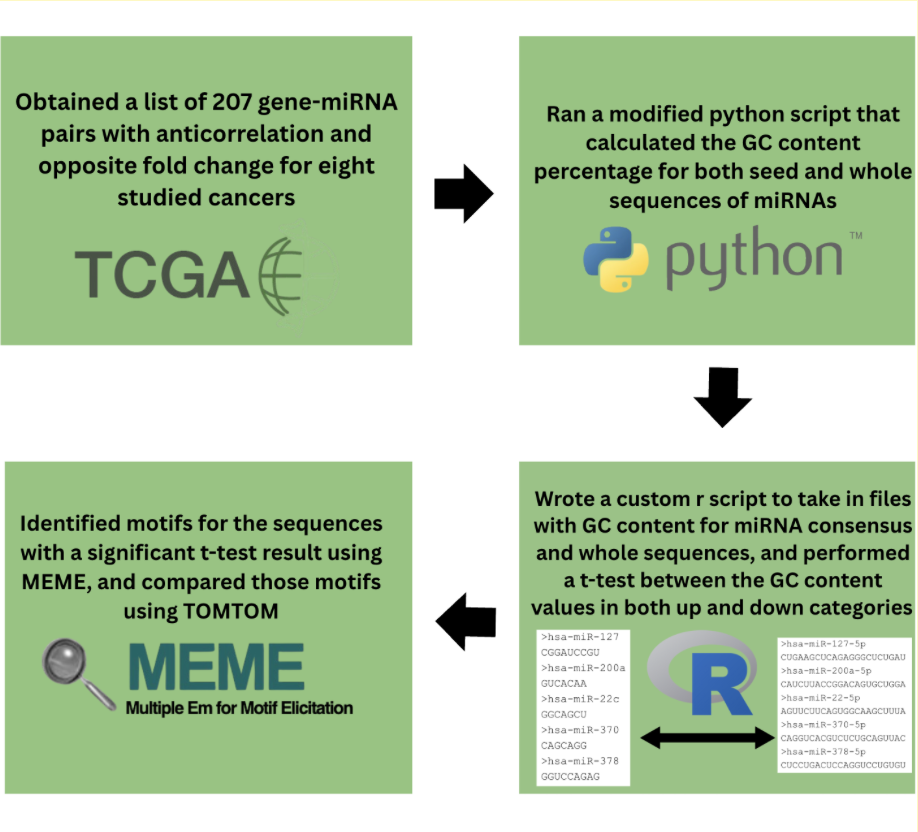 Obtained a list of 207 gene-miRNA
pairs with anticorrelation and
opposite fold change for eight
studied cancers
TCGA
Ran a modified python script that
calculated the GC content
percentage for both seed and whole
sequences of miRNAs
python™
Wrote a custom r script to take in files
with GC content for miRNA consensus
and whole sequences, and performed
a t-test between the GC content
values in both up and down categories
>hsa-miR-127
CGGAUCCGU
>hsa-miR-200a
GUCACAA
>hsa-miR-22c
GGCAGCU
>hsa-miR-370
CAGCAGG
>hsa-miR-378
GGUCCAGAG
R
>hsa-miR-127-5p
CUGAAGCUCAGAGGGCUCUGAU
>hsa-miR-200a-5p
CAUCUUACCGGACAGUGCUGGA
>hsa-miR-22-5p
AGUUCUUCAGUGGCAAGCUUUA
>hsa-miR-370-5p
CAGGUCACGUCUCUGCAGUUAC
>hsa-miR-378-5p
CUCCUGACUCCAGGUCCUGUGU
Identified motifs for the sequences
with a significant t-test result using
MEME, and compared those motifs
using TOMTOM
MEME
Multiple Em for Motif Elicitation